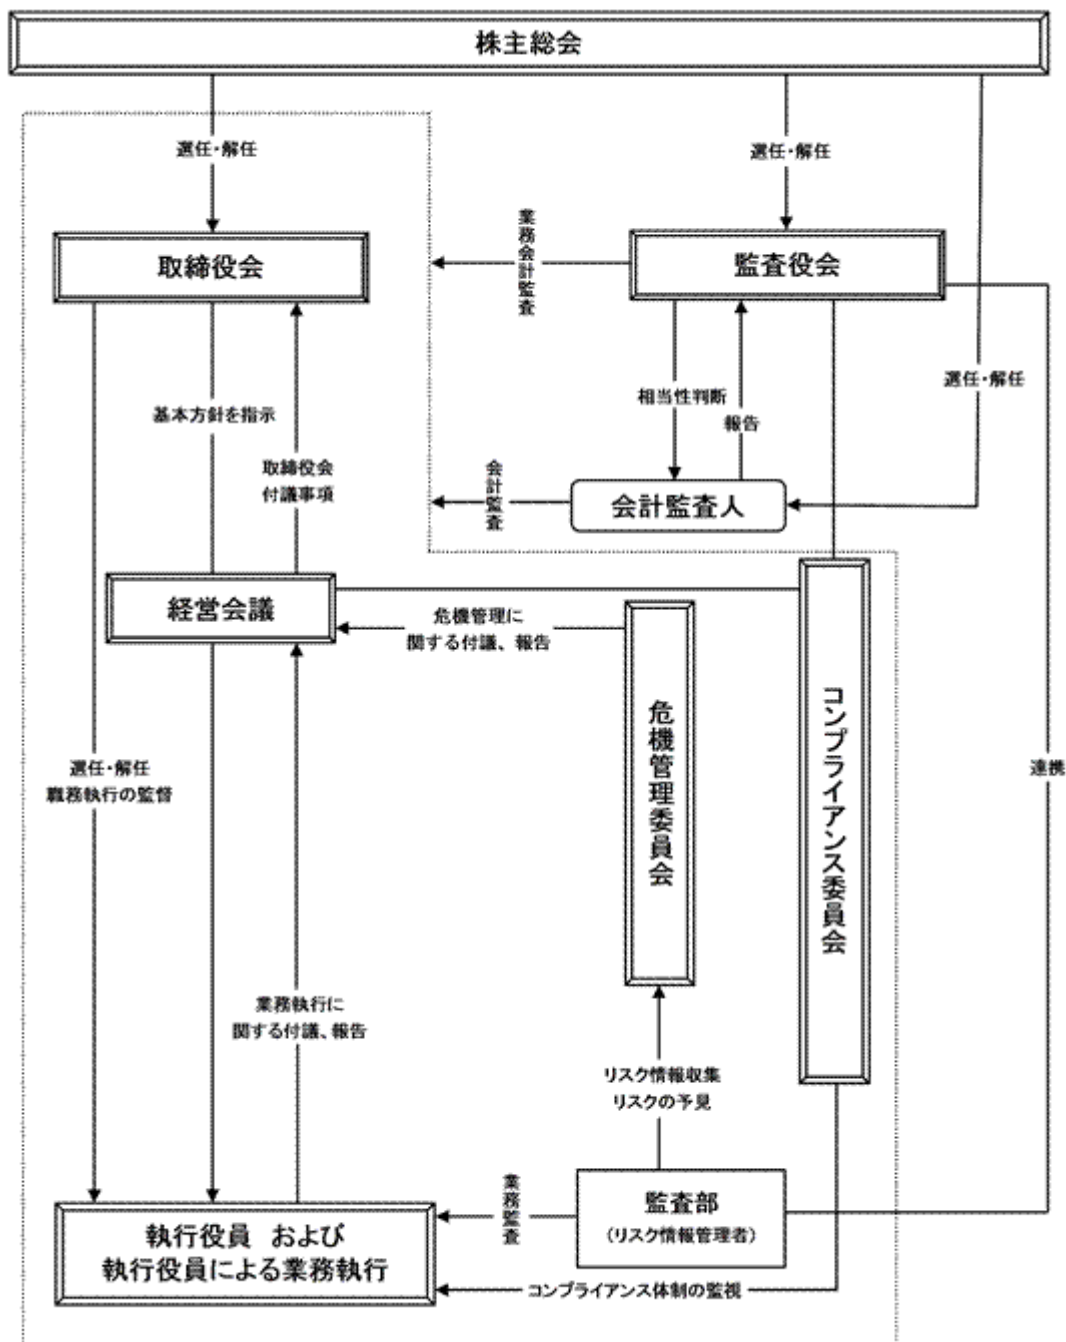 株主総会
選任・解任
選任・解任
業務会計監査
取締役会
監査役会
選任・解任
相当性判断
報告
基本方針を指示
取締役会
付議事項
会計監査
会計監査人
経営会議
危機管理に
関する付議、報告
危機管理委員会
コンプライアンス委員会
選任・解任
職務執行の監督
連携
業務執行に
関する付議、報告
リスク情報収集
リスクの予見
業務監査
監査部
(リスク情報管理者)
執行役員 および
執行役員による業務執行
コンプライアンス体制の監視